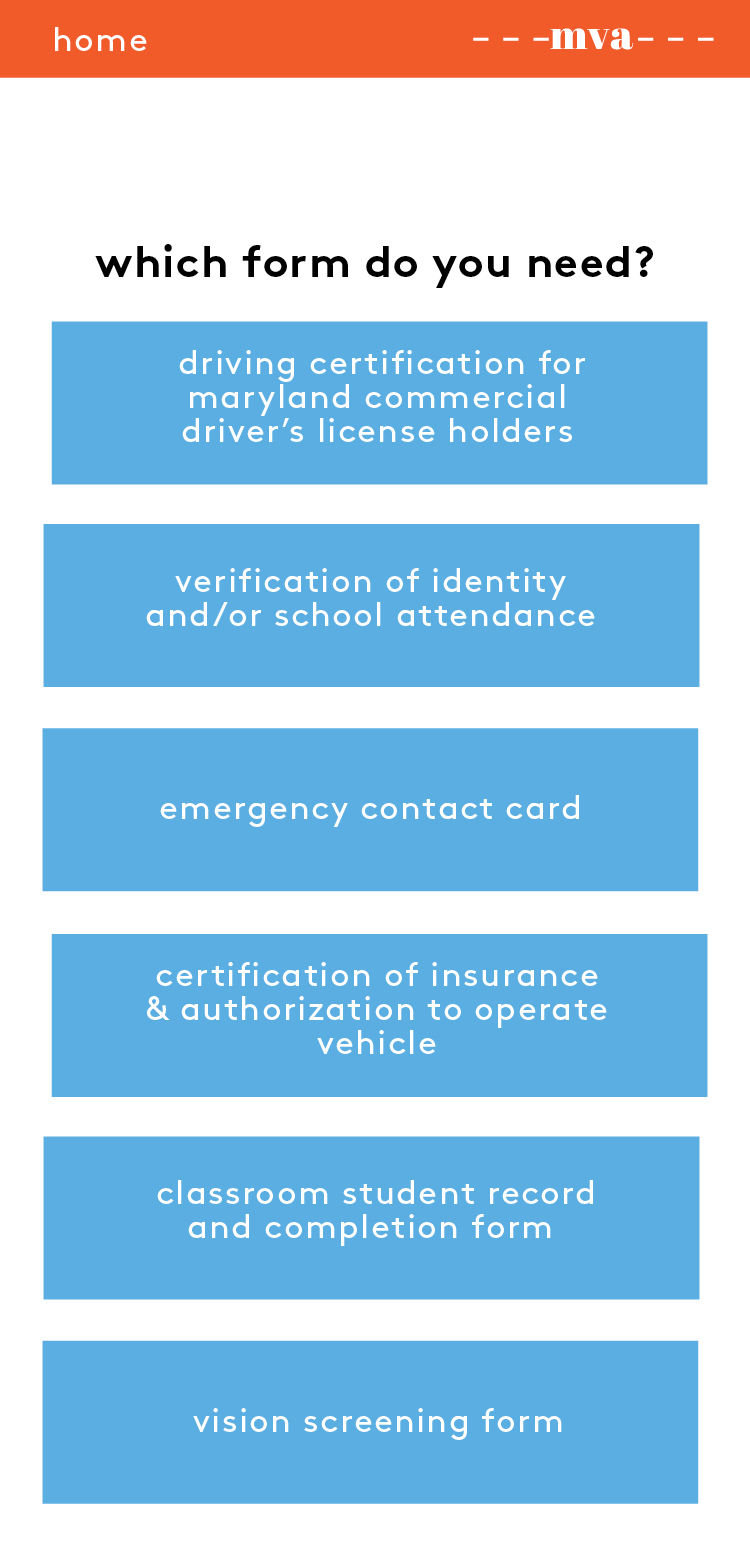 home
- - -mva- - -
which form do you need?
driving certification for
maryland commercial
driver’s license holders
verification of identity
and/or school attendance
emergency contact card
certification of insurance
& authorization to operate
vehicle
classroom student record
and completion form
vision screening form